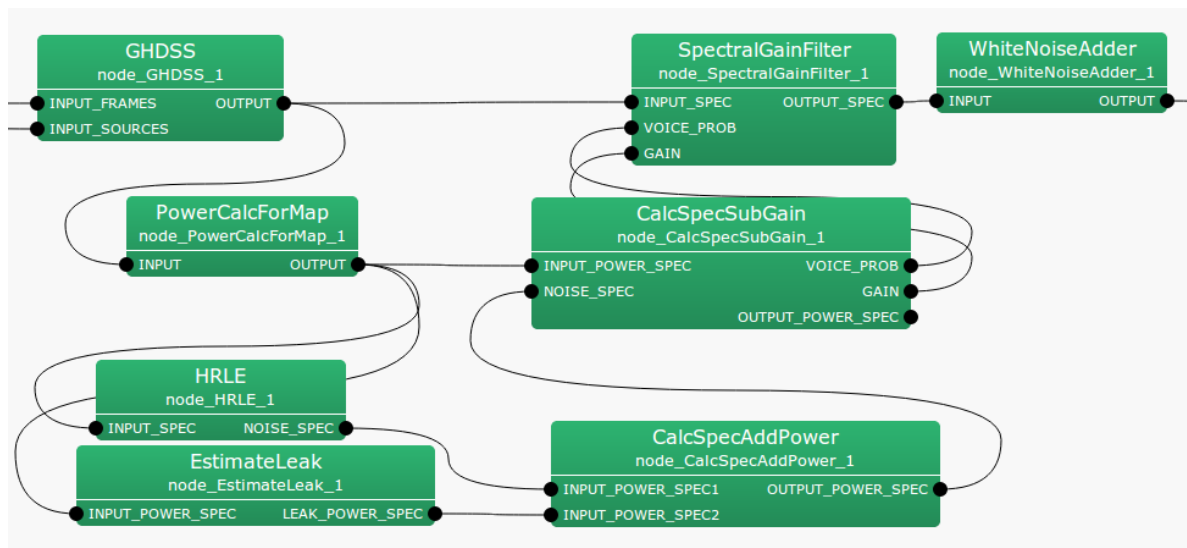 GHDSS
node_GHDSS_1
INPUT_FRAMES OUTPUT
INPUT_SOURCES
SpectralGainFilter
node_SpectralGainFilter_1
INPUT_SPEC OUTPUT_SPEC
VOICE_PROB
GAIN
WhiteNoiseAdder
node_WhiteNoiseAdder_1
INPUT OUTPUT
PowerCalcForMap
node_PowerCalcForMap_1
INPUT OUTPUT
CalcSpecSubGain
node_CalcSpecSubGain_1
INPUT_POWER_SPEC VOICE_PROB
NOISE_SPEC GAIN
OUTPUT_POWER_SPEC
HRLE
node_HRLE_1
INPUT_SPEC NOISE_SPEC
EstimateLeak
node_EstimateLeak_1
INPUT_POWER_SPEC LEAK_POWER_SPEC
CalcSpecAddPower
node_CalcSpecAddPower_1
INPUT_POWER_SPEC1 OUTPUT_POWER_SPEC
INPUT_POWER_SPEC2